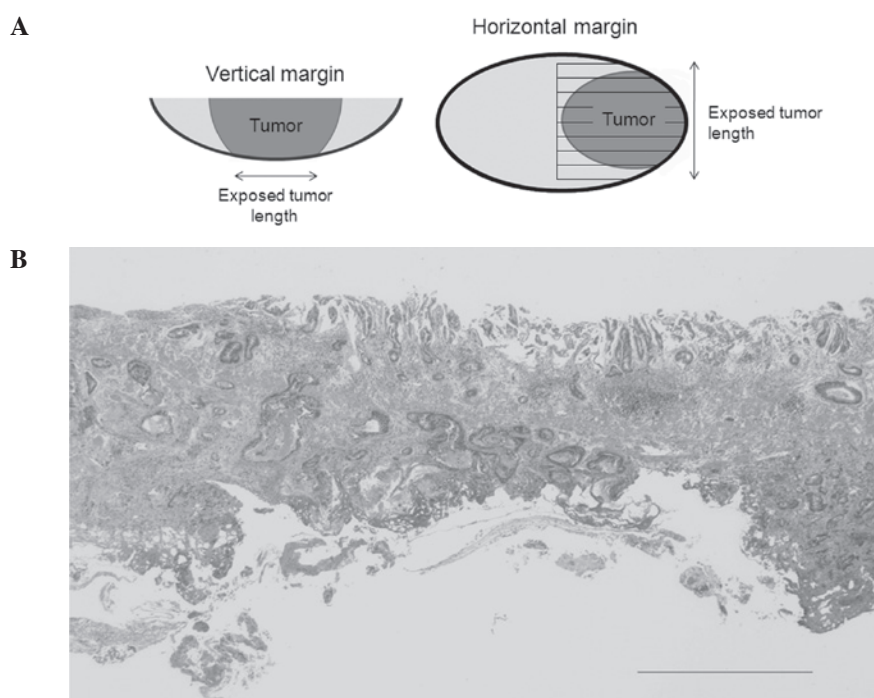 A
Vertical margin
Tumor
Exposed tumor
length
Horizontal margin
Tumor
Exposed tumor
length
B